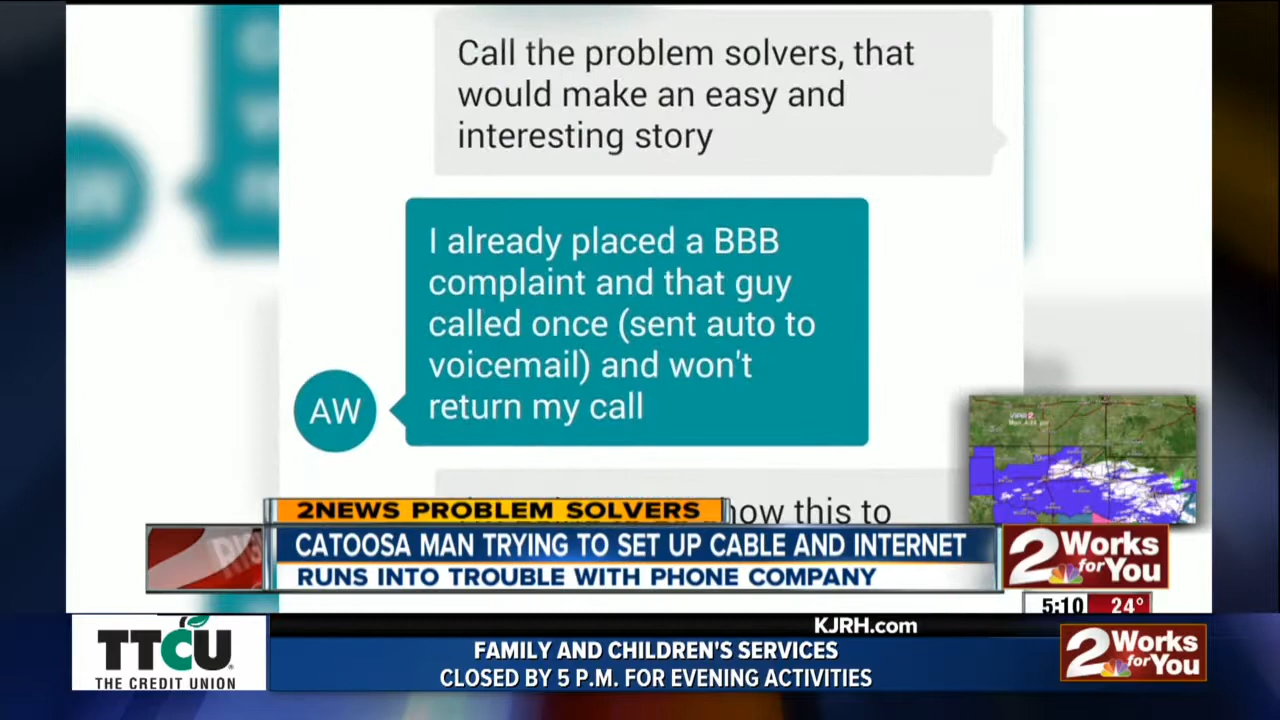 Call the problem solvers, that
would make an easy and
interesting story
I already placed a BBB
complaint and that guy
called once (sent auto to
voicemail) and won't
return my call
AW
this to
2NEWS PROBLEM SOLVERS
CATOOSA MAN TRYING TO SET UP CABLE AND INTERNET
RUNS INTO TROUBLE WITH PHONE COMPANY
2 Works
for You
5:10 24°
KJRH.com
TTCU
THE CREDIT UNION
FAMILY AND CHILDREN'S SERVICES
CLOSED BY 5 P.M. FOR EVENING ACTIVITIES
2 Works
for You